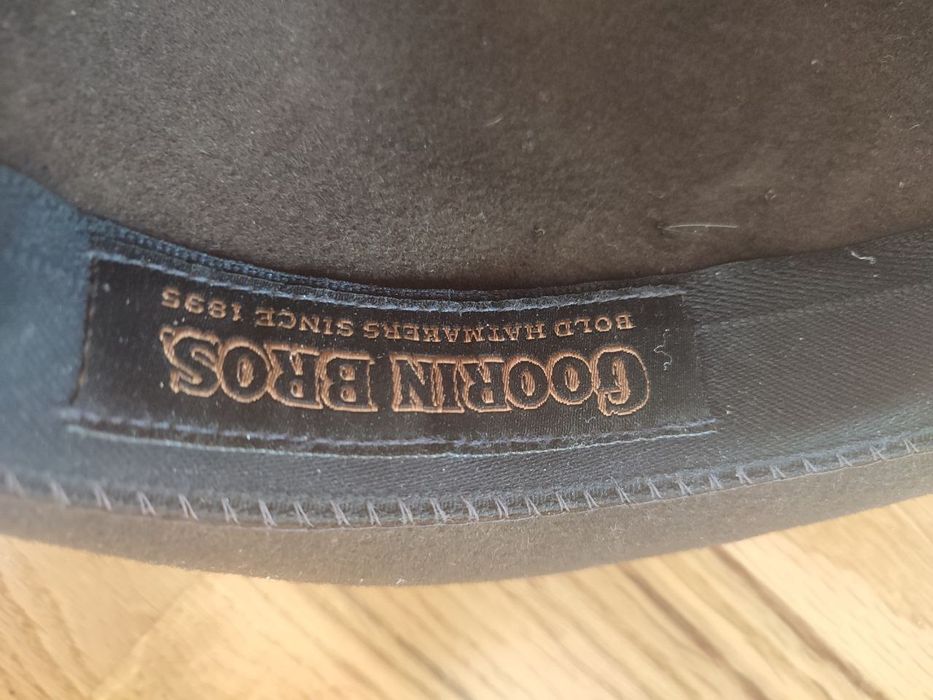 GOORIN BROS.
BOLD HATMAKERS SINCE 1895